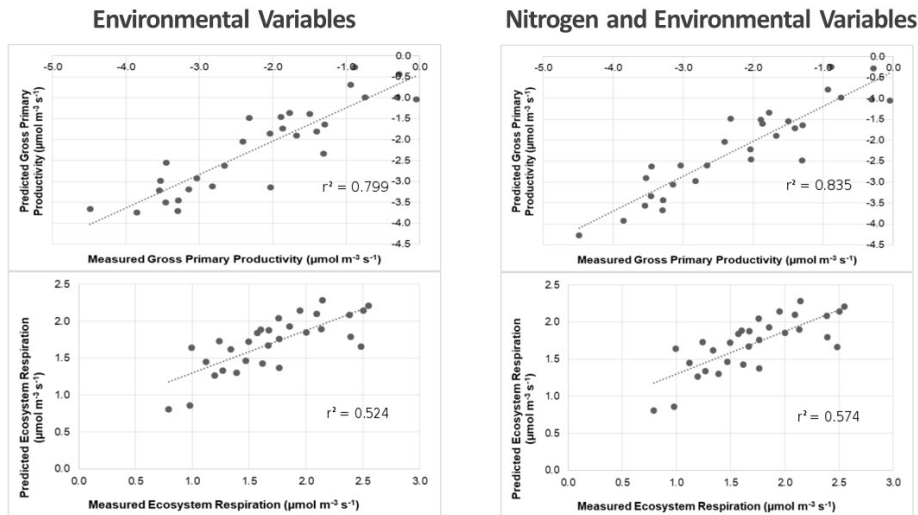 Environmental Variables
Nitrogen and Environmental Variables
-5.0 -4.0 -3.0 -2.0 -1.0 0.0
0.0
-0.5
-1.0
-1.5
-2.0
-2.5
-3.0
-3.5
-4.0
-4.5
Predicted Gross Primary
Productivity (µmol m⁻³ s⁻¹)
r² = 0.799
Measured Gross Primary Productivity (µmol m⁻³ s⁻¹)
-5.0 -4.0 -3.0 -2.0 -1.0 0.0
0.0
-0.5
-1.0
-1.5
-2.0
-2.5
-3.0
-3.5
-4.0
-4.5
Predicted Gross Primary
Productivity (µmol m⁻³ s⁻¹)
r² = 0.835
Measured Gross Primary Productivity (µmol m⁻³ s⁻¹)
2.5
2.0
1.5
1.0
0.5
0.0
Predicted Ecosystem Respiration
(µmol m⁻³ s⁻¹)
r² = 0.524
0.0 0.5 1.0 1.5 2.0 2.5 3.0
Measured Ecosystem Respiration (µmol m⁻³ s⁻¹)
2.5
2.0
1.5
1.0
0.5
0.0
Predicted Ecosystem Respiration
(µmol m⁻³ s⁻¹)
r² = 0.574
0.0 0.5 1.0 1.5 2.0 2.5 3.0
Measured Ecosystem Respiration (µmol m⁻³ s⁻¹)